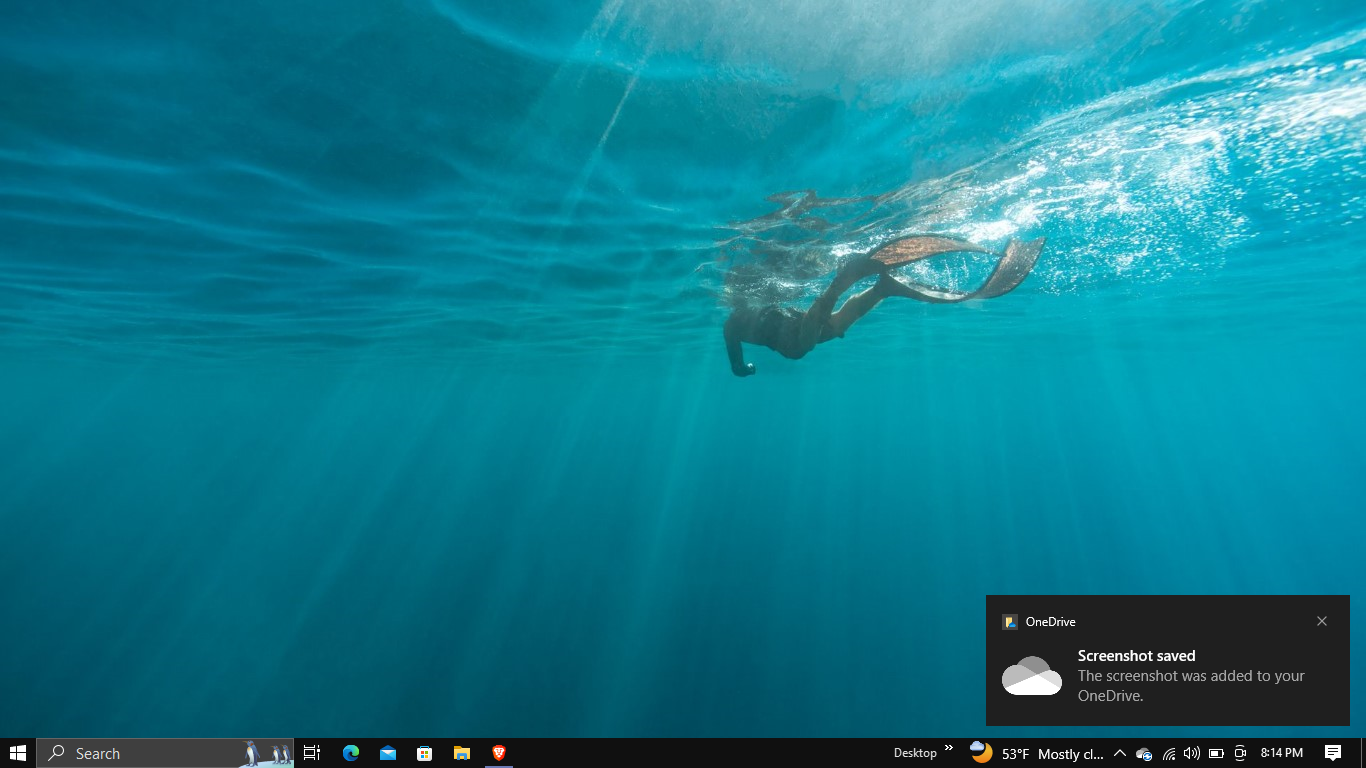 OneDrive
Screenshot saved
The screenshot was added to your
OneDrive.
Search
Desktop
53°F Mostly cl...
8:14 PM